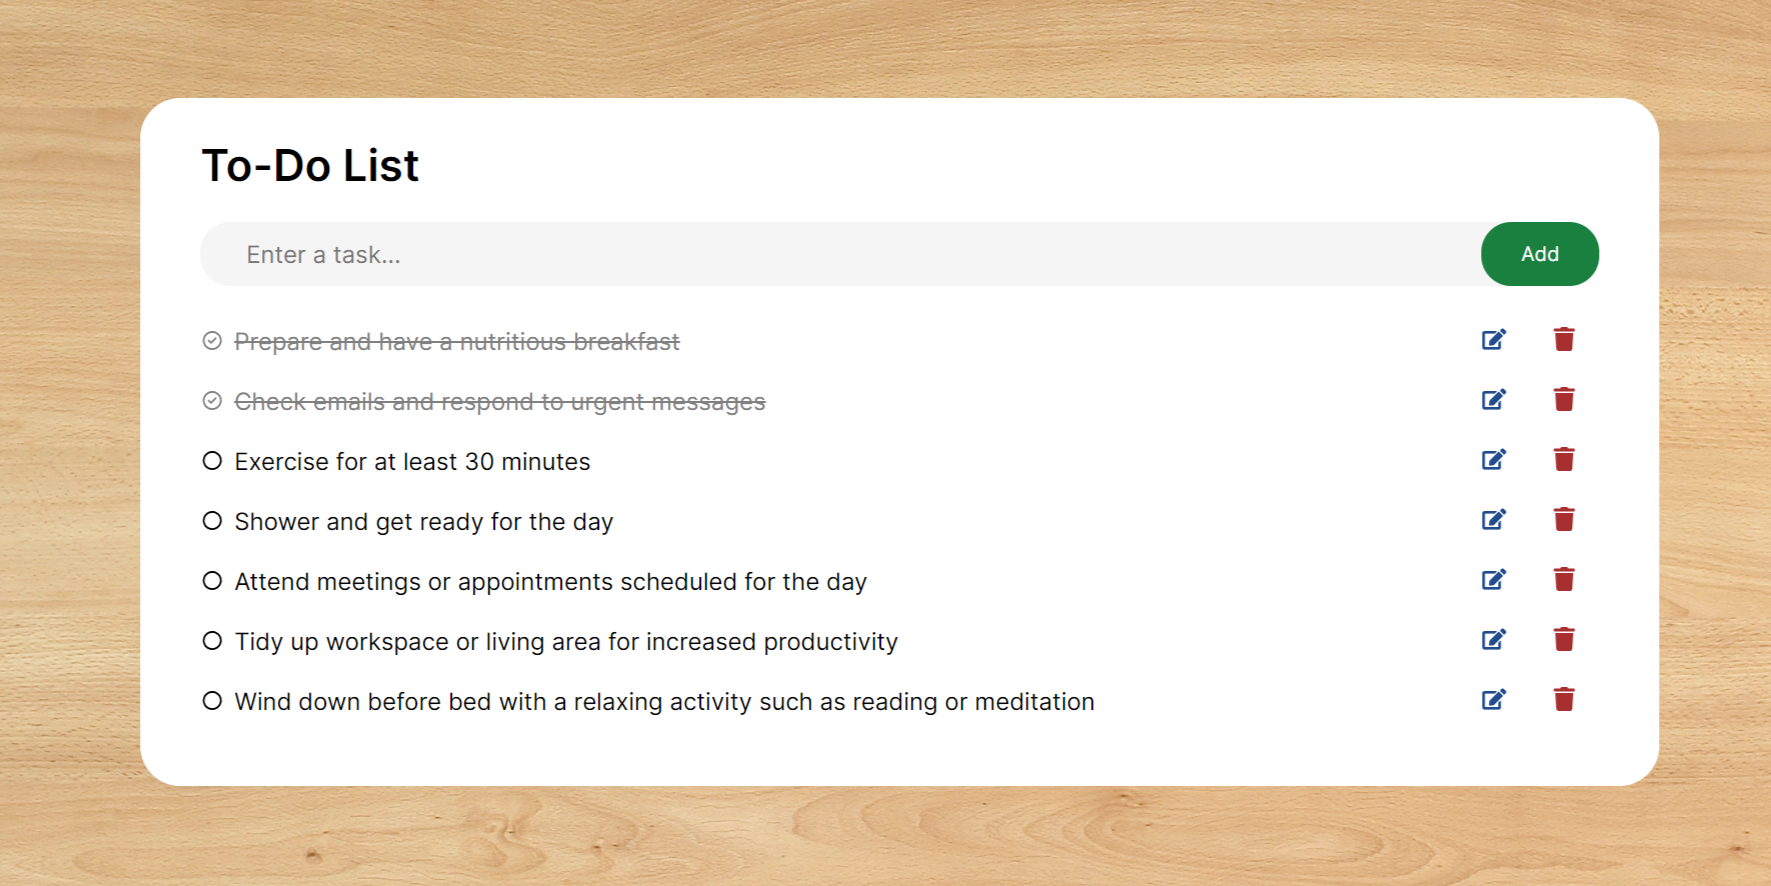 To-Do List
Enter a task...
Add
Prepare and have a nutritious breakfast
Check emails and respond to urgent messages
Exercise for at least 30 minutes
Shower and get ready for the day
Attend meetings or appointments scheduled for the day
Tidy up workspace or living area for increased productivity
Wind down before bed with a relaxing activity such as reading or meditation